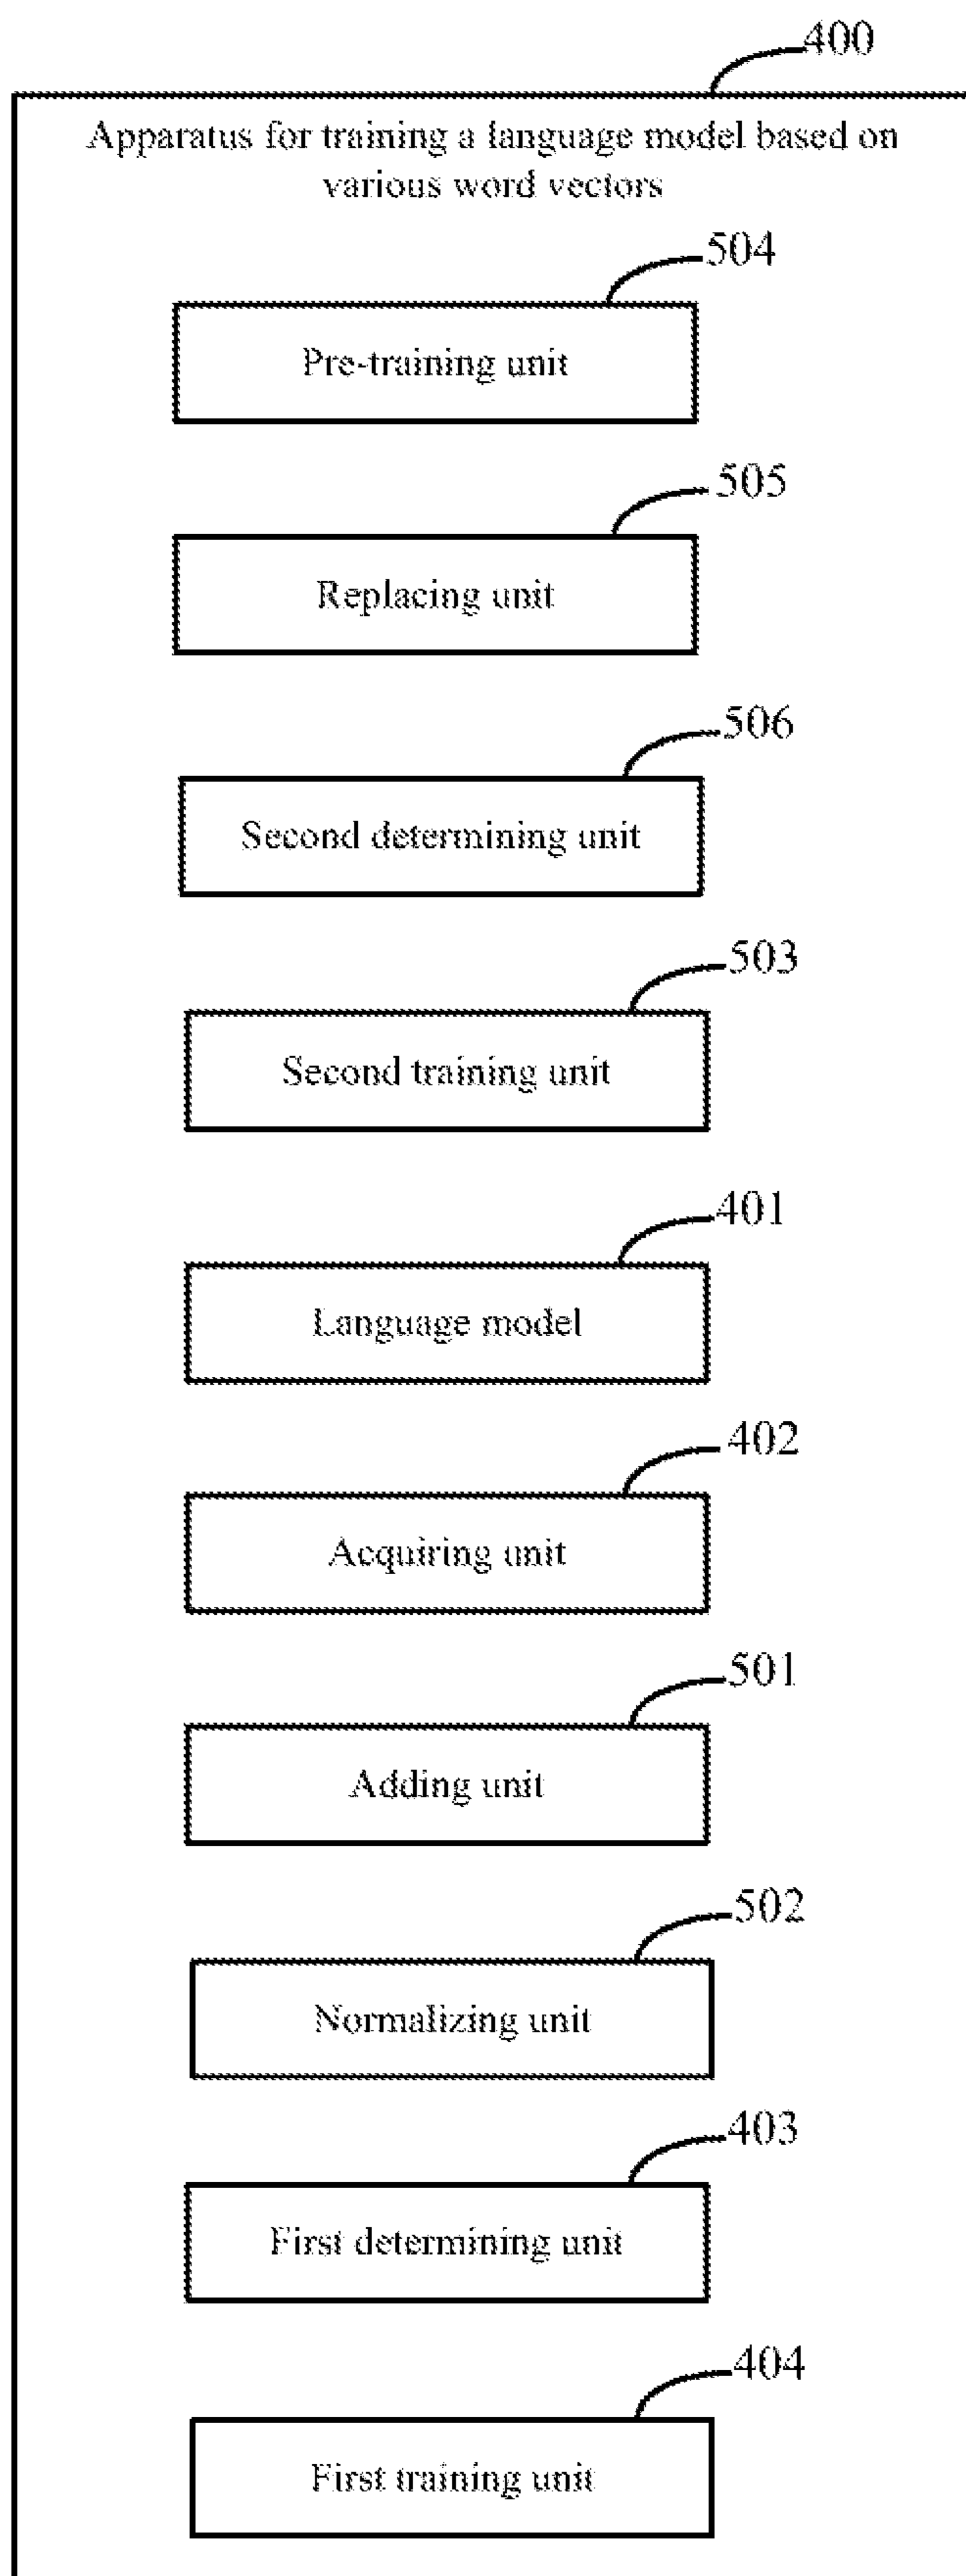 400
Apparatus for training a language model based on
various word vectors
504
Pre-training unit
505
Replacing unit
506
Second determining unit
503
Second training unit
401
Language model
402
Acquiring unit
501
Adding unit
502
Normalizing unit
403
First determining unit
404
First training unit